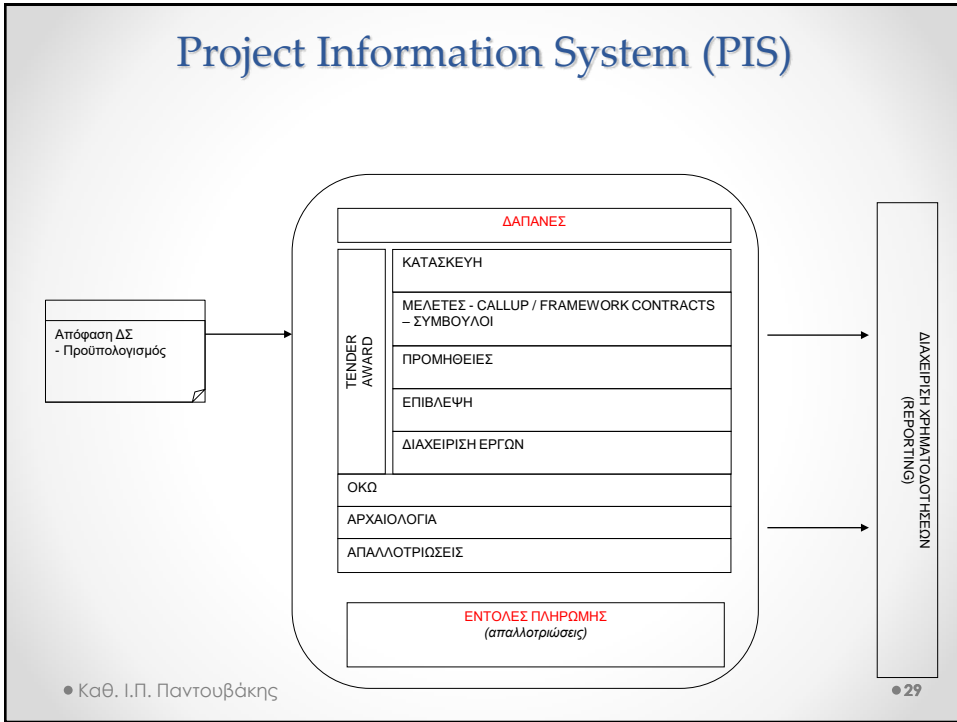 Project Information System (PIS)
Απόφαση ΔΣ
- Προϋπολογισμός
ΔΑΠΑΝΕΣ
TENDER
AWARD
ΚΑΤΑΣΚΕΥΗ
ΜΕΛΕΤΕΣ - CALLUP / FRAMEWORK CONTRACTS
– ΣΥΜΒΟΥΛΟΙ
ΠΡΟΜΗΘΕΙΕΣ
ΕΠΙΒΛΕΨΗ
ΔΙΑΧΕΙΡΙΣΗ ΕΡΓΩΝ
ΟΚΩ
ΑΡΧΑΙΟΛΟΓΙΑ
ΑΠΑΛΛΟΤΡΙΩΣΕΙΣ
ΕΝΤΟΛΕΣ ΠΛΗΡΩΜΗΣ
(απαλλοτριώσεις)
ΔΙΑΧΕΙΡΙΣΗ ΧΡΗΜΑΤΟΔΟΤΗΣΕΩΝ
(REPORTING)
• Καθ. Ι.Π. Παντουβάκης
• 29